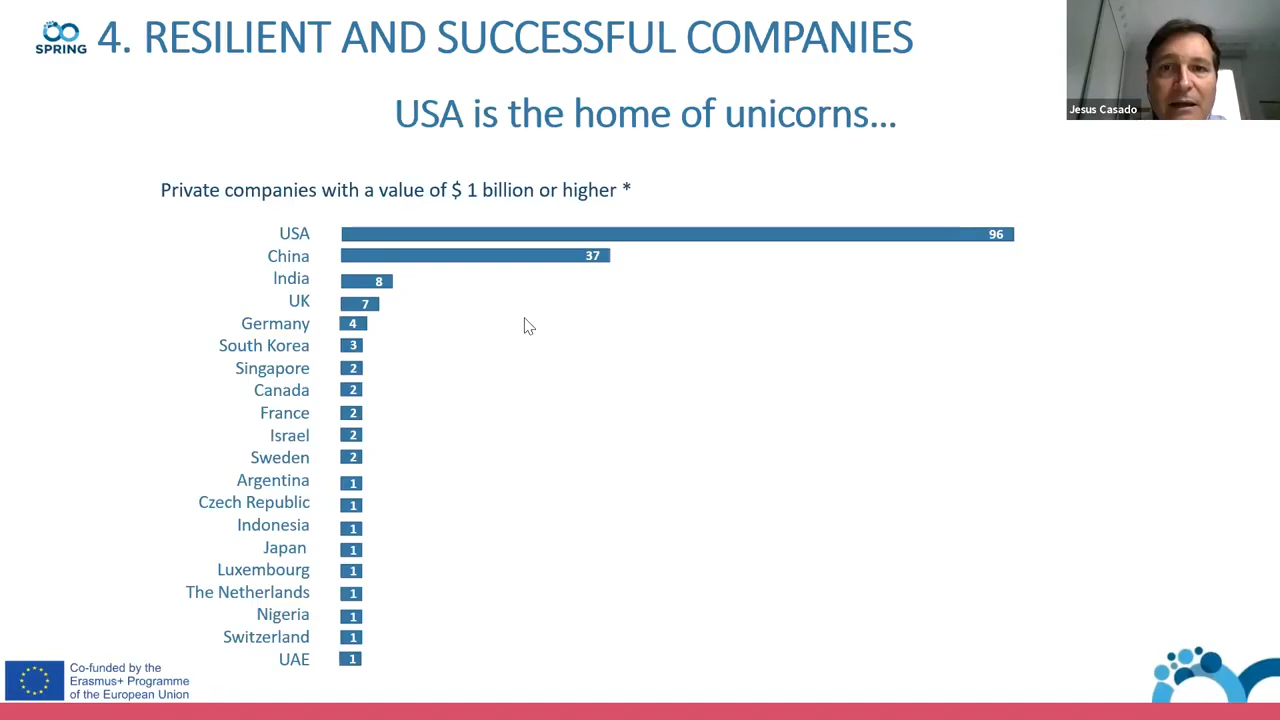 SPRING
4. RESILIENT AND SUCCESSFUL COMPANIES
Jesus Casado
USA is the home of unicorns...
Private companies with a value of $ 1 billion or higher *
USA 96
China 37
India 8
UK 7
Germany 4
South Korea 3
Singapore 2
Canada 2
France 2
Israel 2
Sweden 2
Argentina 1
Czech Republic 1
Indonesia 1
Japan 1
Luxembourg 1
The Netherlands 1
Nigeria 1
Switzerland 1
UAE 1
Co-funded by the
Erasmus+ Programme
of the European Union